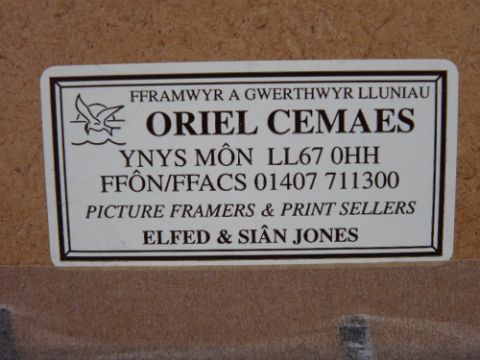 FFRAMWYR A GWERTHWYR LLUNIAU
ORIEL CEMAES
YNYS MÔN LL67 0HH
FFÔN/FFACS 01407 711300
PICTURE FRAMERS & PRINT SELLERS
ELFED & SIÂN JONES